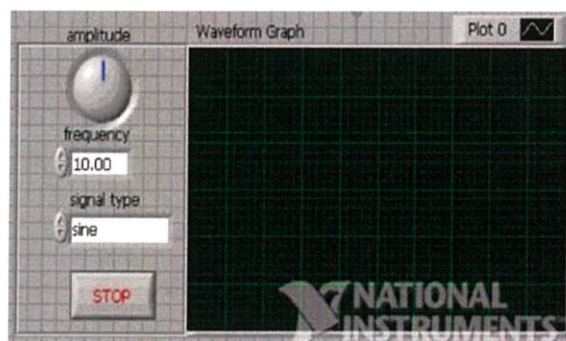 amplitude
Waveform Graph
Plot 0
frequency
10.00
signal type
sine
STOP
NATIONAL
INSTRUMENTS